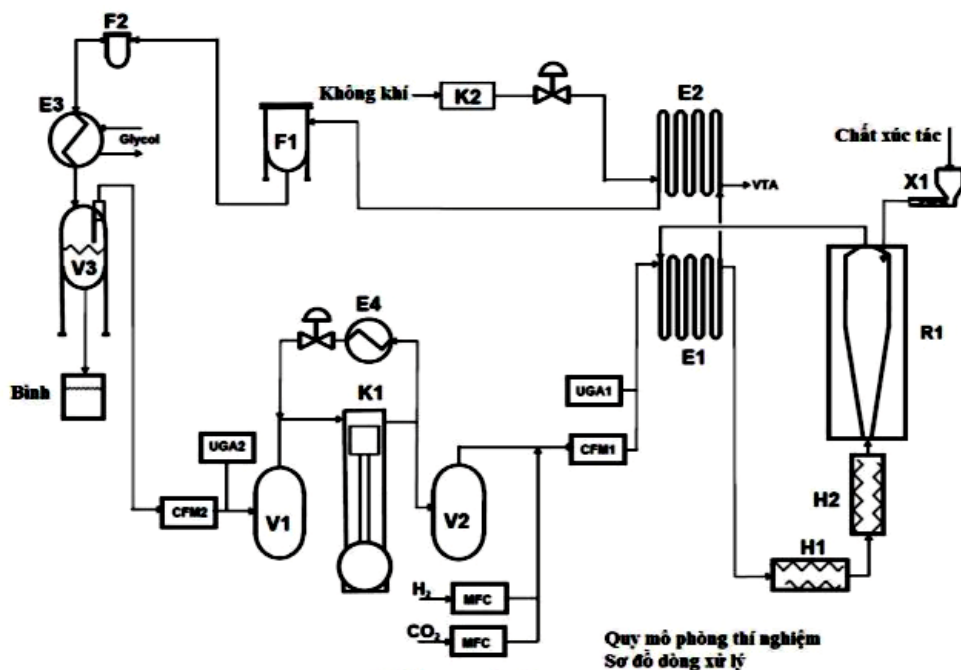 F2
E3
Glycol
F1
Không khí
K2
E2
VTA
Chất xúc tác
X1
V3
E4
E1
R1
Bình
K1
UGA1
UGA2
CFM1
CFM2
V1
V2
H2
H1
H₂
MFC
CO₂
MFC
Quy mô phòng thí nghiệm
Sơ đồ dòng xử lý